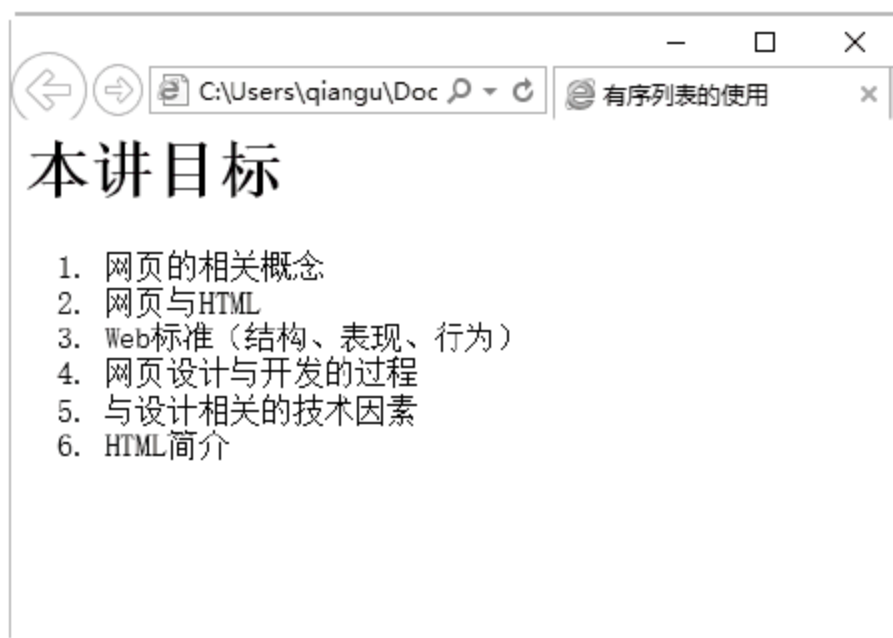 C:\Users\qiangu\Doc
有序列表的使用
本讲目标
1. 网页的相关概念
2. 网页与HTML
3. Web标准（结构、表现、行为）
4. 网页设计与开发的过程
5. 与设计相关的技术因素
6. HTML简介